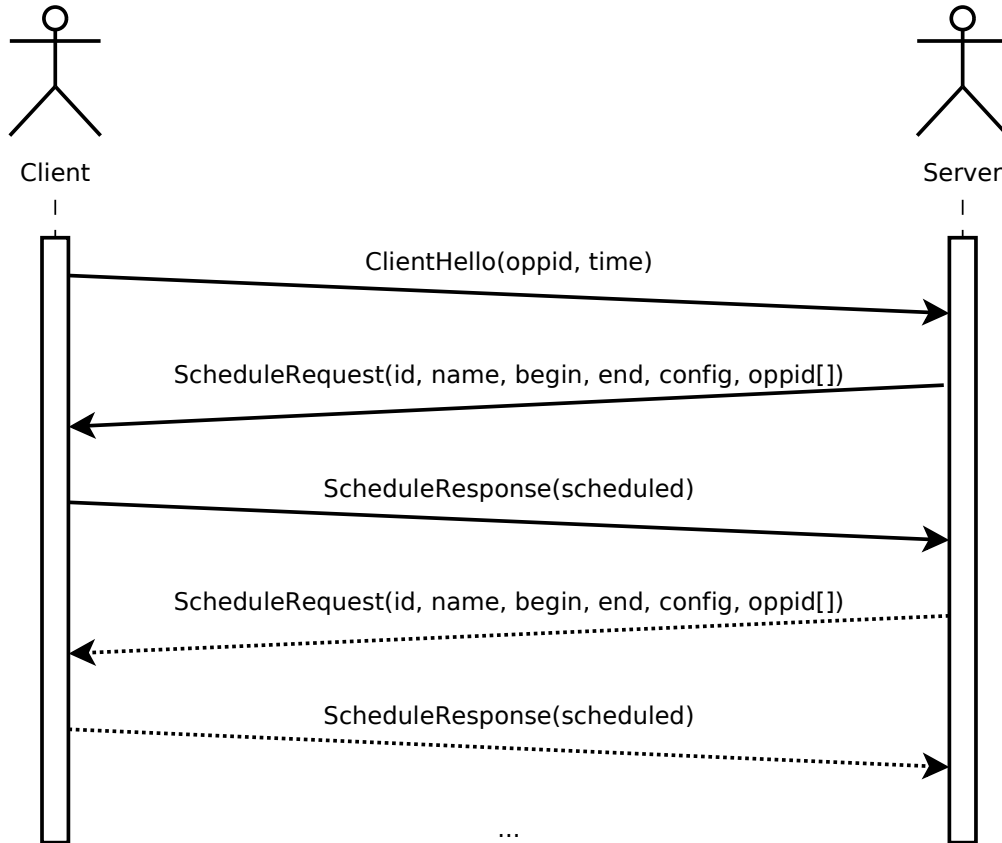 Client
Server
ClientHello(oppid, time)
ScheduleRequest(id, name, begin, end, config, oppid[])
ScheduleResponse(scheduled)
ScheduleRequest(id, name, begin, end, config, oppid[])
ScheduleResponse(scheduled)
...